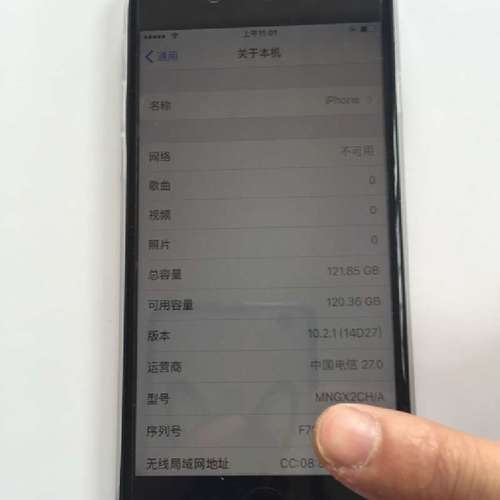 上午11:01
通用
关于本机
名称 iPhone
网络 不可用
歌曲 0
视频 0
照片 0
总容量 121.85 GB
可用容量 120.36 GB
版本 10.2.1 (14D27)
运营商 中国电信 27.0
型号 MNGX2CH/A
序列号
无线局域网地址 CC:08: